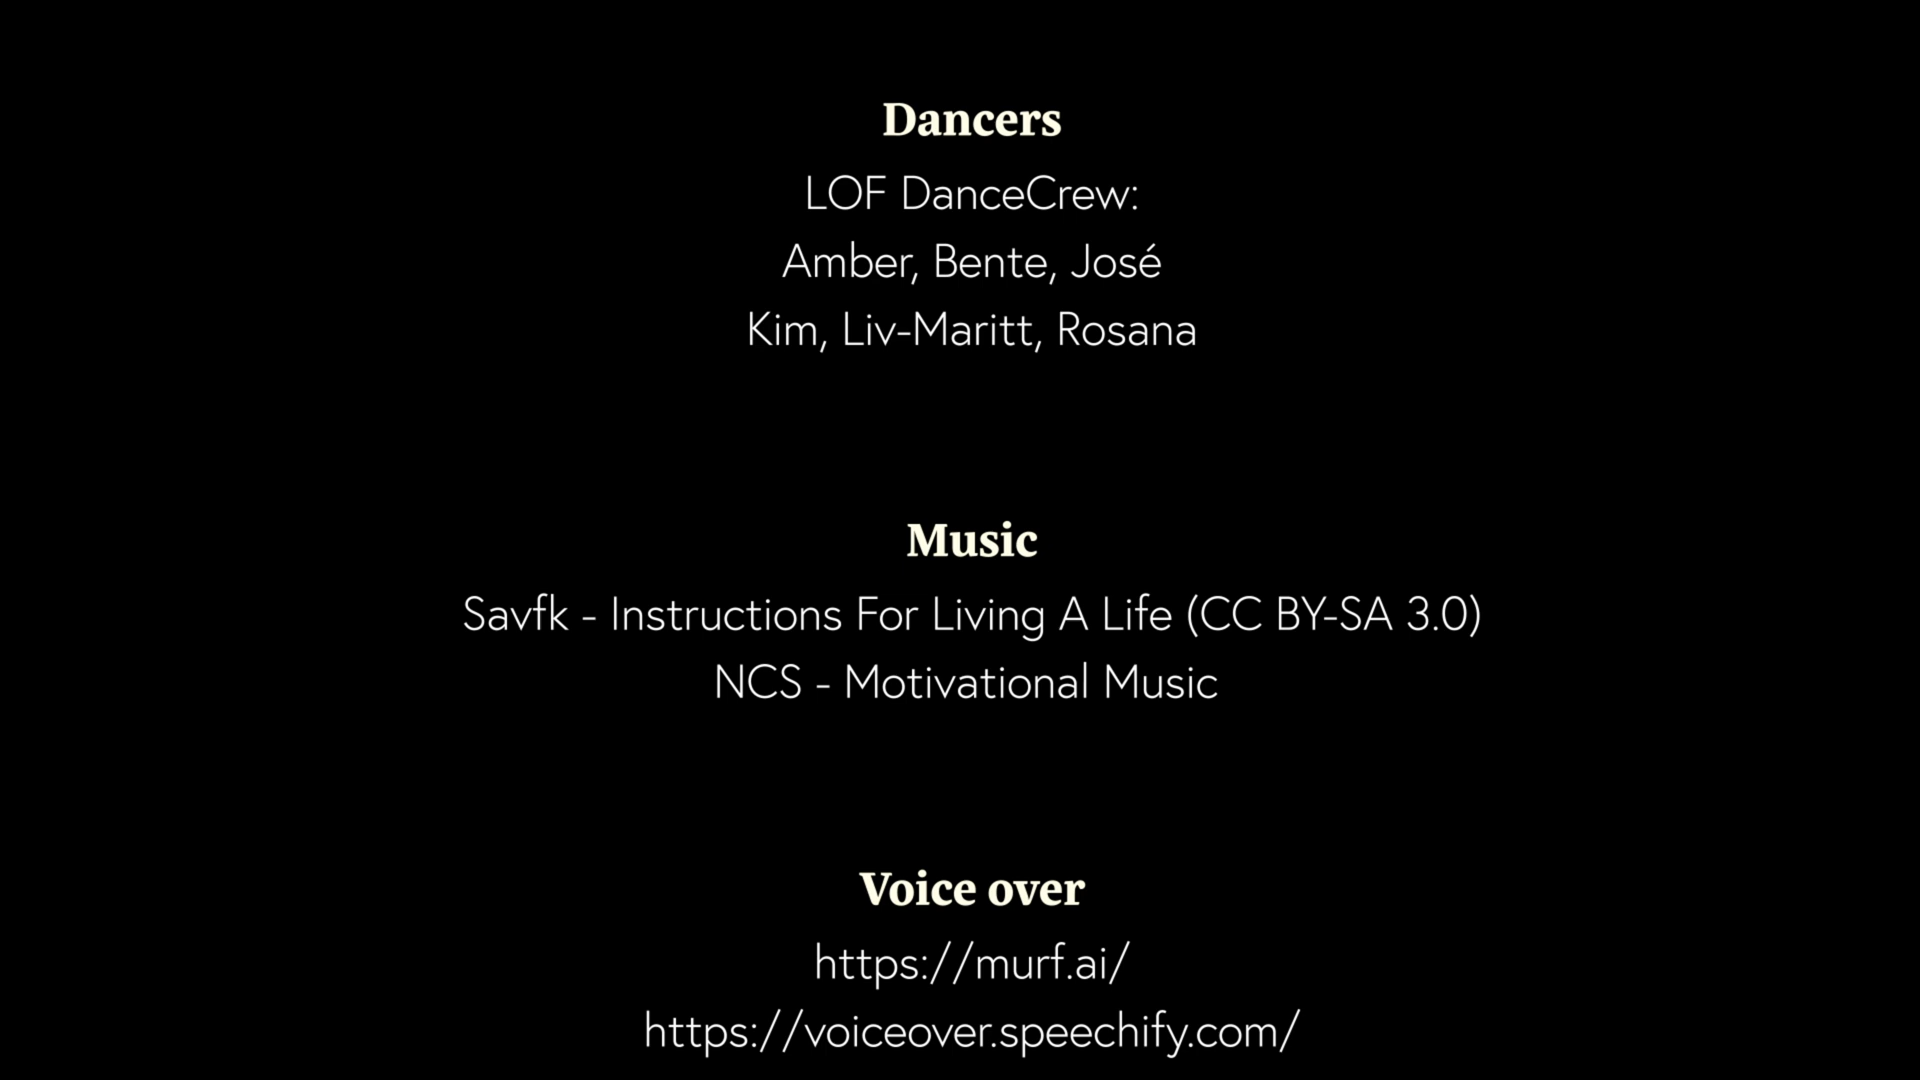 Dancers
LOF DanceCrew:
Amber, Bente, José
Kim, Liv-Maritt, Rosana
Music
Savfk - Instructions For Living A Life (CC BY-SA 3.0)
NCS - Motivational Music
Voice over
https://murf.ai/
https://voiceover.speechify.com/